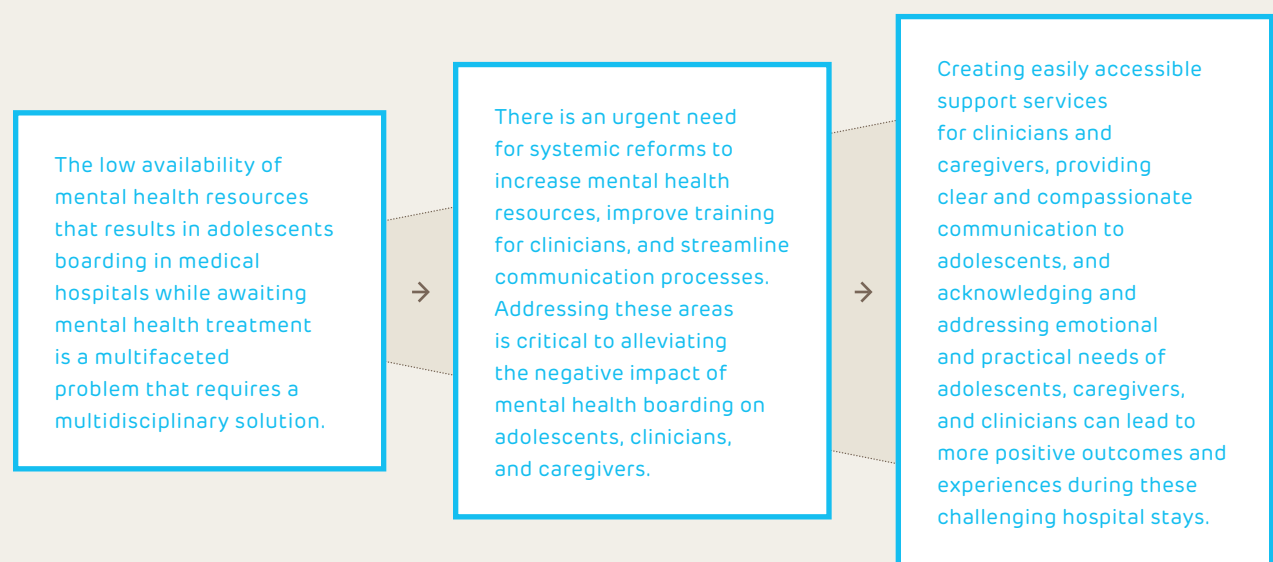 The low availability of
mental health resources
that results in adolescents
boarding in medical
hospitals while awaiting
mental health treatment
is a multifaceted
problem that requires a
multidisciplinary solution.
There is an urgent need
for systemic reforms to
increase mental health
resources, improve training
for clinicians, and streamline
communication processes.
Addressing these areas
is critical to alleviating
the negative impact of
mental health boarding on
adolescents, clinicians,
and caregivers.
Creating easily accessible
support services
for clinicians and
caregivers, providing
clear and compassionate
communication to
adolescents, and
acknowledging and
addressing emotional
and practical needs of
adolescents, caregivers,
and clinicians can lead to
more positive outcomes and
experiences during these
challenging hospital stays.